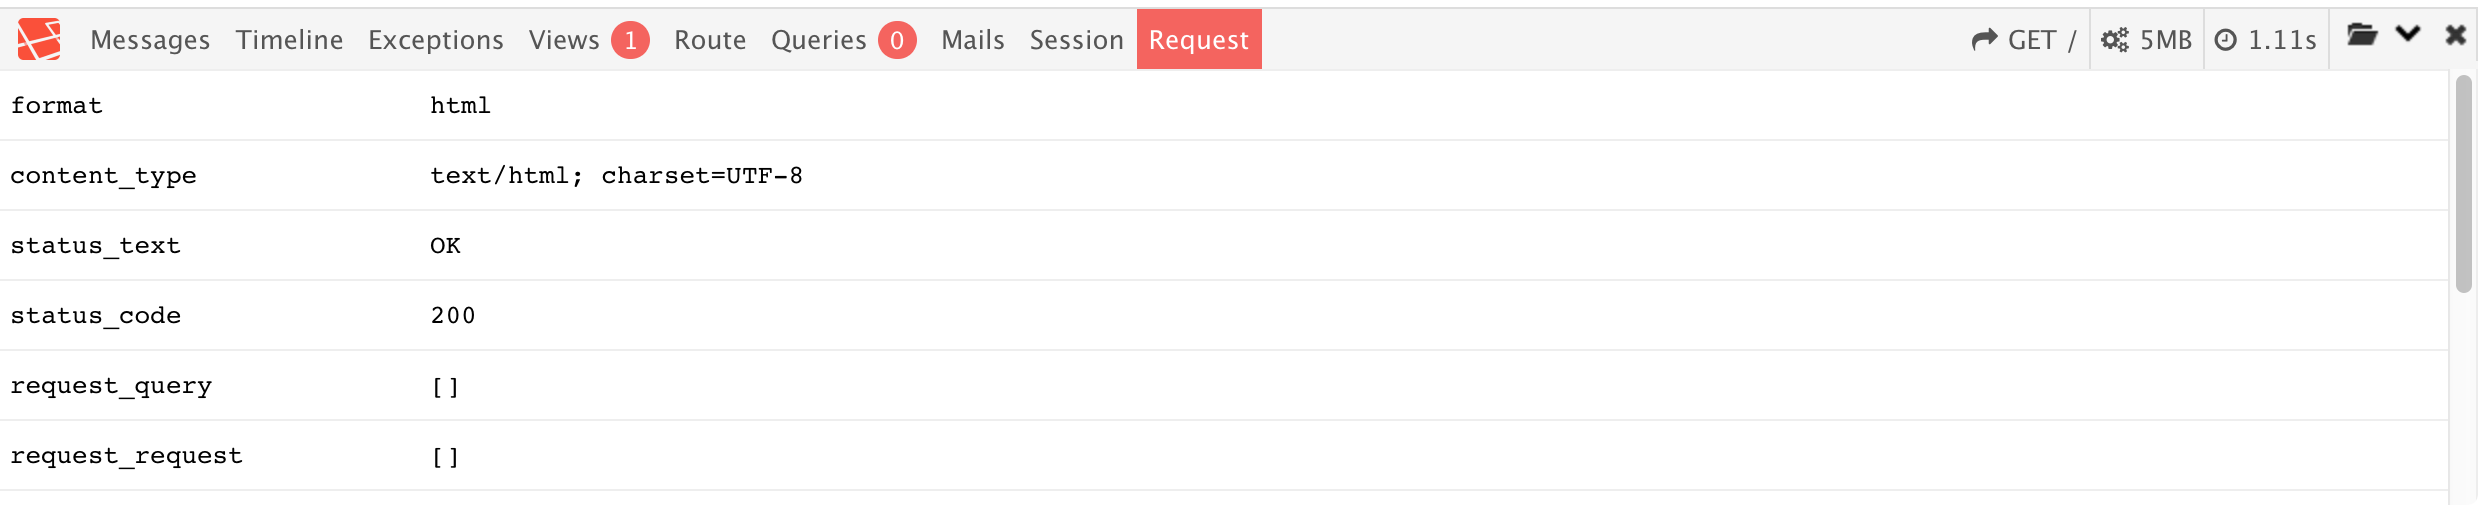 Messages Timeline Exceptions Views 1 Route Queries 0 Mails Session Request GET / 5MB 1.11s
format html
content_type text/html; charset=UTF-8
status_text OK
status_code 200
request_query []
request_request []